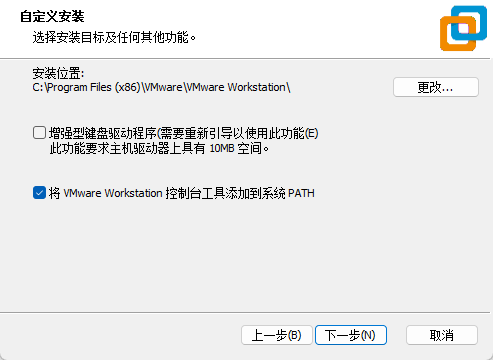 自定义安装
选择安装目标及任何其他功能。
安装位置:
C:\Program Files (x86)\VMware\VMware Workstation\
更改...
增强型键盘驱动程序(需要重新引导以使用此功能(E)
此功能要求主机驱动器上具有 10MB 空间。
将 VMware Workstation 控制台工具添加到系统 PATH
上一步(B)
下一步(N)
取消